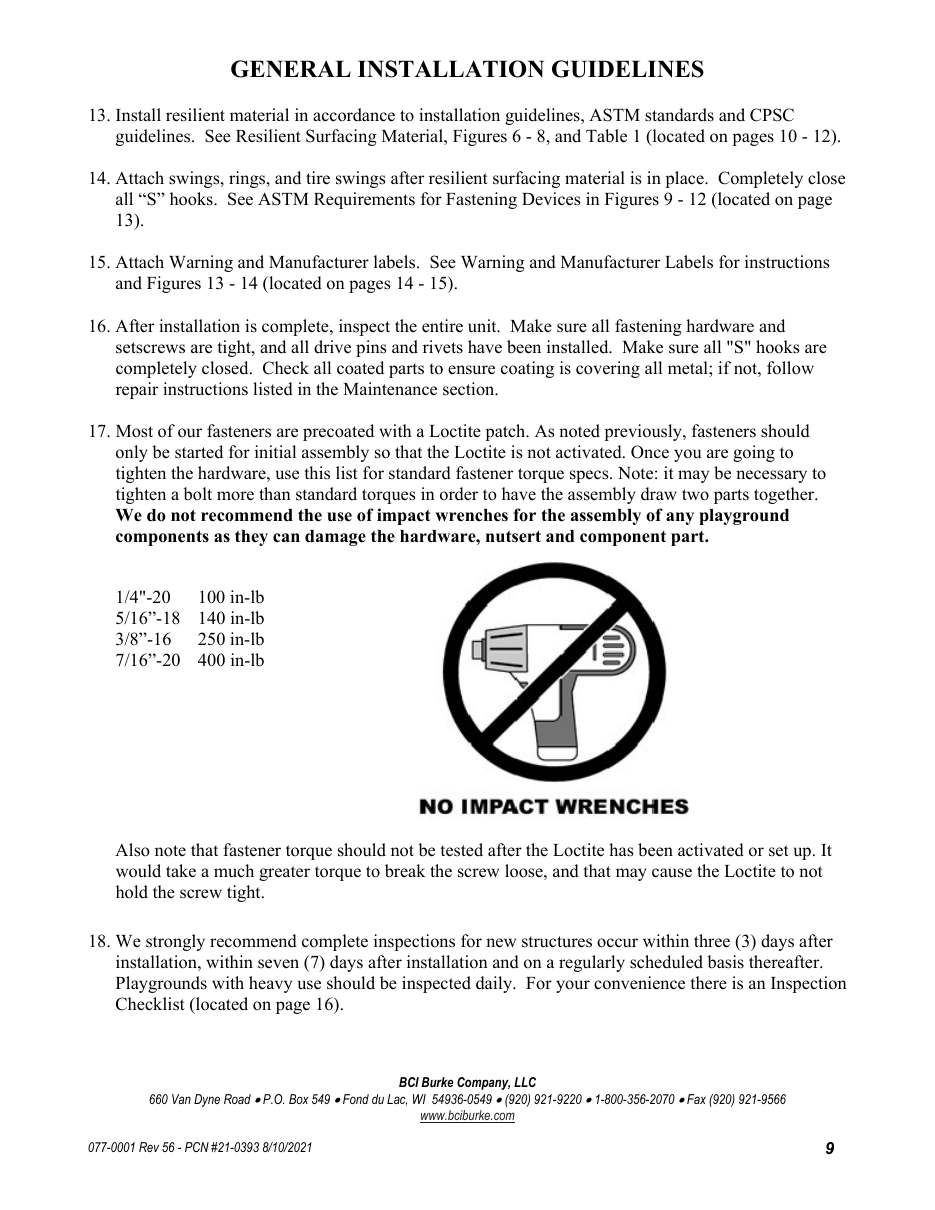 GENERAL INSTALLATION GUIDELINES
13. Install resilient material in accordance to installation guidelines, ASTM standards and CPSC
guidelines.  See Resilient Surfacing Material, Figures 6 - 8, and Table 1 (located on pages 10 - 12).
14. Attach swings, rings, and tire swings after resilient surfacing material is in place.  Completely close
all “S” hooks.  See ASTM Requirements for Fastening Devices in Figures 9 - 12 (located on page
13).
15. Attach Warning and Manufacturer labels.  See Warning and Manufacturer Labels for instructions
and Figures 13 - 14 (located on pages 14 - 15).
16. After installation is complete, inspect the entire unit.  Make sure all fastening hardware and
setscrews are tight, and all drive pins and rivets have been installed.  Make sure all "S" hooks are
completely closed.  Check all coated parts to ensure coating is covering all metal; if not, follow
repair instructions listed in the Maintenance section.
17. Most of our fasteners are precoated with a Loctite patch. As noted previously, fasteners should
only be started for initial assembly so that the Loctite is not activated. Once you are going to
tighten the hardware, use this list for standard fastener torque specs. Note: it may be necessary to
tighten a bolt more than standard torques in order to have the assembly draw two parts together.
We do not recommend the use of impact wrenches for the assembly of any playground
components as they can damage the hardware, nutsert and component part.
1/4"-20 100 in-lb
5/16”-18 140 in-lb
3/8”-16 250 in-lb
7/16”-20 400 in-lb
NO IMPACT WRENCHES
Also note that fastener torque should not be tested after the Loctite has been activated or set up. It
would take a much greater torque to break the screw loose, and that may cause the Loctite to not
hold the screw tight.
18. We strongly recommend complete inspections for new structures occur within three (3) days after
installation, within seven (7) days after installation and on a regularly scheduled basis thereafter.
Playgrounds with heavy use should be inspected daily.  For your convenience there is an Inspection
Checklist (located on page 16).
BCI Burke Company, LLC
660 Van Dyne Road • P.O. Box 549 • Fond du Lac, WI  54936-0549 • (920) 921-9220 • 1-800-356-2070 • Fax (920) 921-9566
www.bciburke.com
077-0001 Rev 56 - PCN #21-0393 8/10/2021 9